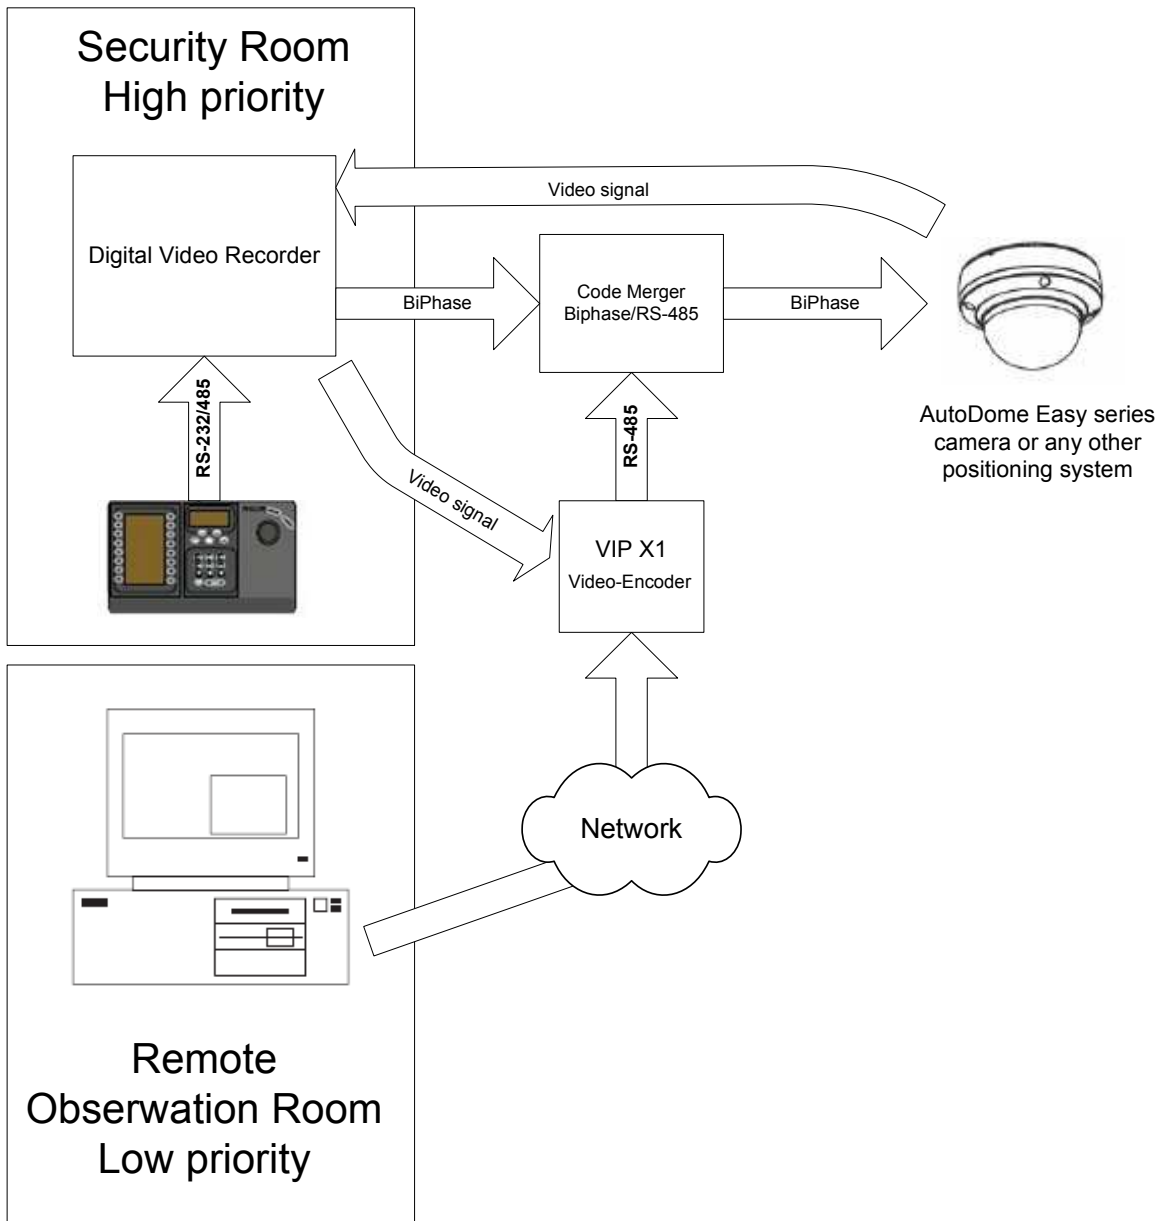 Security Room
High priority
Video signal
Digital Video Recorder
BiPhase
Code Merger
Biphase/RS-485
BiPhase
RS-232/485
RS-485
AutoDome Easy series
camera or any other
positioning system
Video signal
VIP X1
Video-Encoder
Network
Remote
Obserwation Room
Low priority